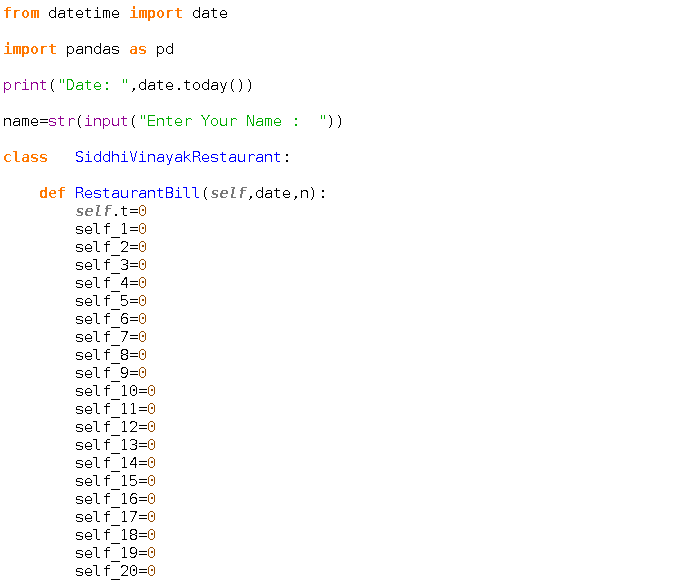 from datetime import date
import pandas as pd
print("Date: ",date.today())
name=str(input("Enter Your Name :  "))
class   SiddhiVinayakRestaurant:
    def RestaurantBill(self,date,n):
        self.t=0
        self_1=0
        self_2=0
        self_3=0
        self_4=0
        self_5=0
        self_6=0
        self_7=0
        self_8=0
        self_9=0
        self_10=0
        self_11=0
        self_12=0
        self_13=0
        self_14=0
        self_15=0
        self_16=0
        self_17=0
        self_18=0
        self_19=0
        self_20=0